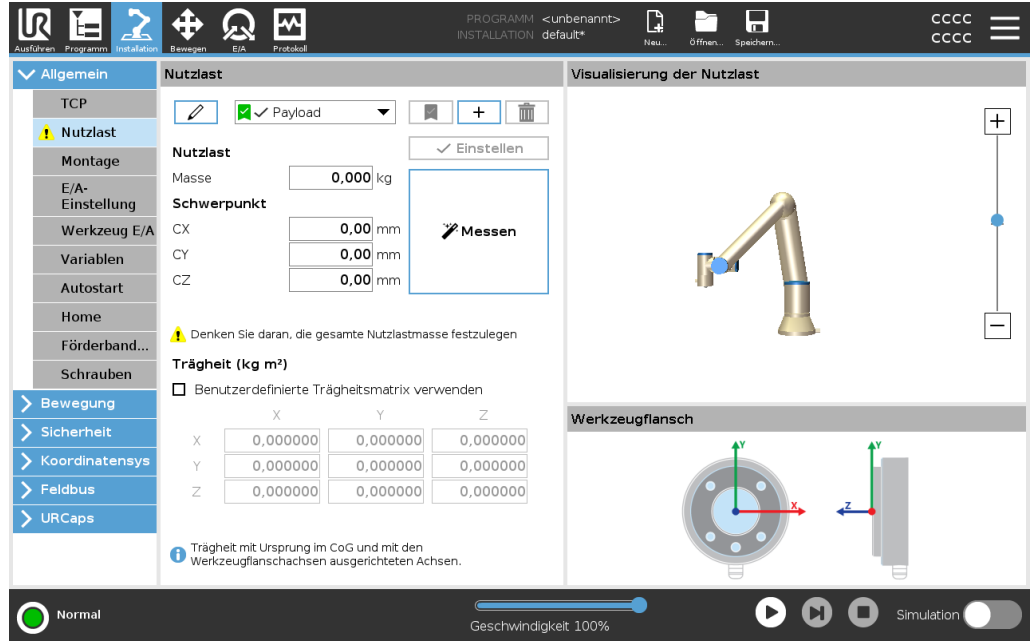 PROGRAMM <unbenannt>
INSTALLATION default*
CCCC
CCCC
Ausführen Programm Installation Bewegen E/A Protokoll Neu... Öffnen... Speichern...
Allgemein
TCP
Nutzlast
Montage
E/A-
Einstellung
Werkzeug E/A
Variablen
Autostart
Home
Förderband...
Schrauben
Bewegung
Sicherheit
Koordinatensys
Feldbus
URCaps
Nutzlast
Payload
+
Einstellen
Nutzlast
Masse 0,000 kg
Schwerpunkt
CX 0,00 mm
CY 0,00 mm
CZ 0,00 mm
Messen
Denken Sie daran, die gesamte Nutzlastmasse festzulegen
Trägheit (kg m²)
Benutzerdefinierte Trägheitsmatrix verwenden
X Y Z
X 0,000000 0,000000 0,000000
Y 0,000000 0,000000 0,000000
Z 0,000000 0,000000 0,000000
Trägheit mit Ursprung im CoG und mit den
Werkzeugflanschachsen ausgerichteten Achsen.
Visualisierung der Nutzlast
Werkzeugflansch
Y
X
Y
Z
Normal
Geschwindigkeit 100%
Simulation